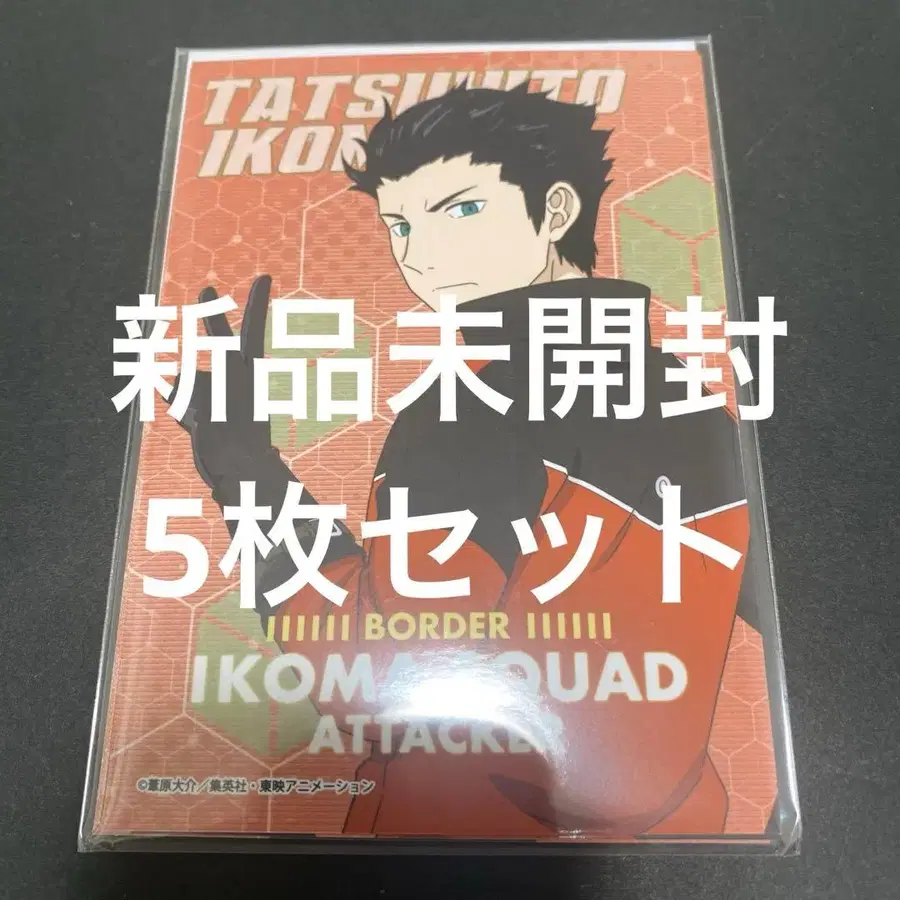 TATSUHITO
IKOMA
新品未開封
5枚セット
BORDER
IKOMA SQUAD
ATTACKER
©葦原大介/集英社・東映アニメーション